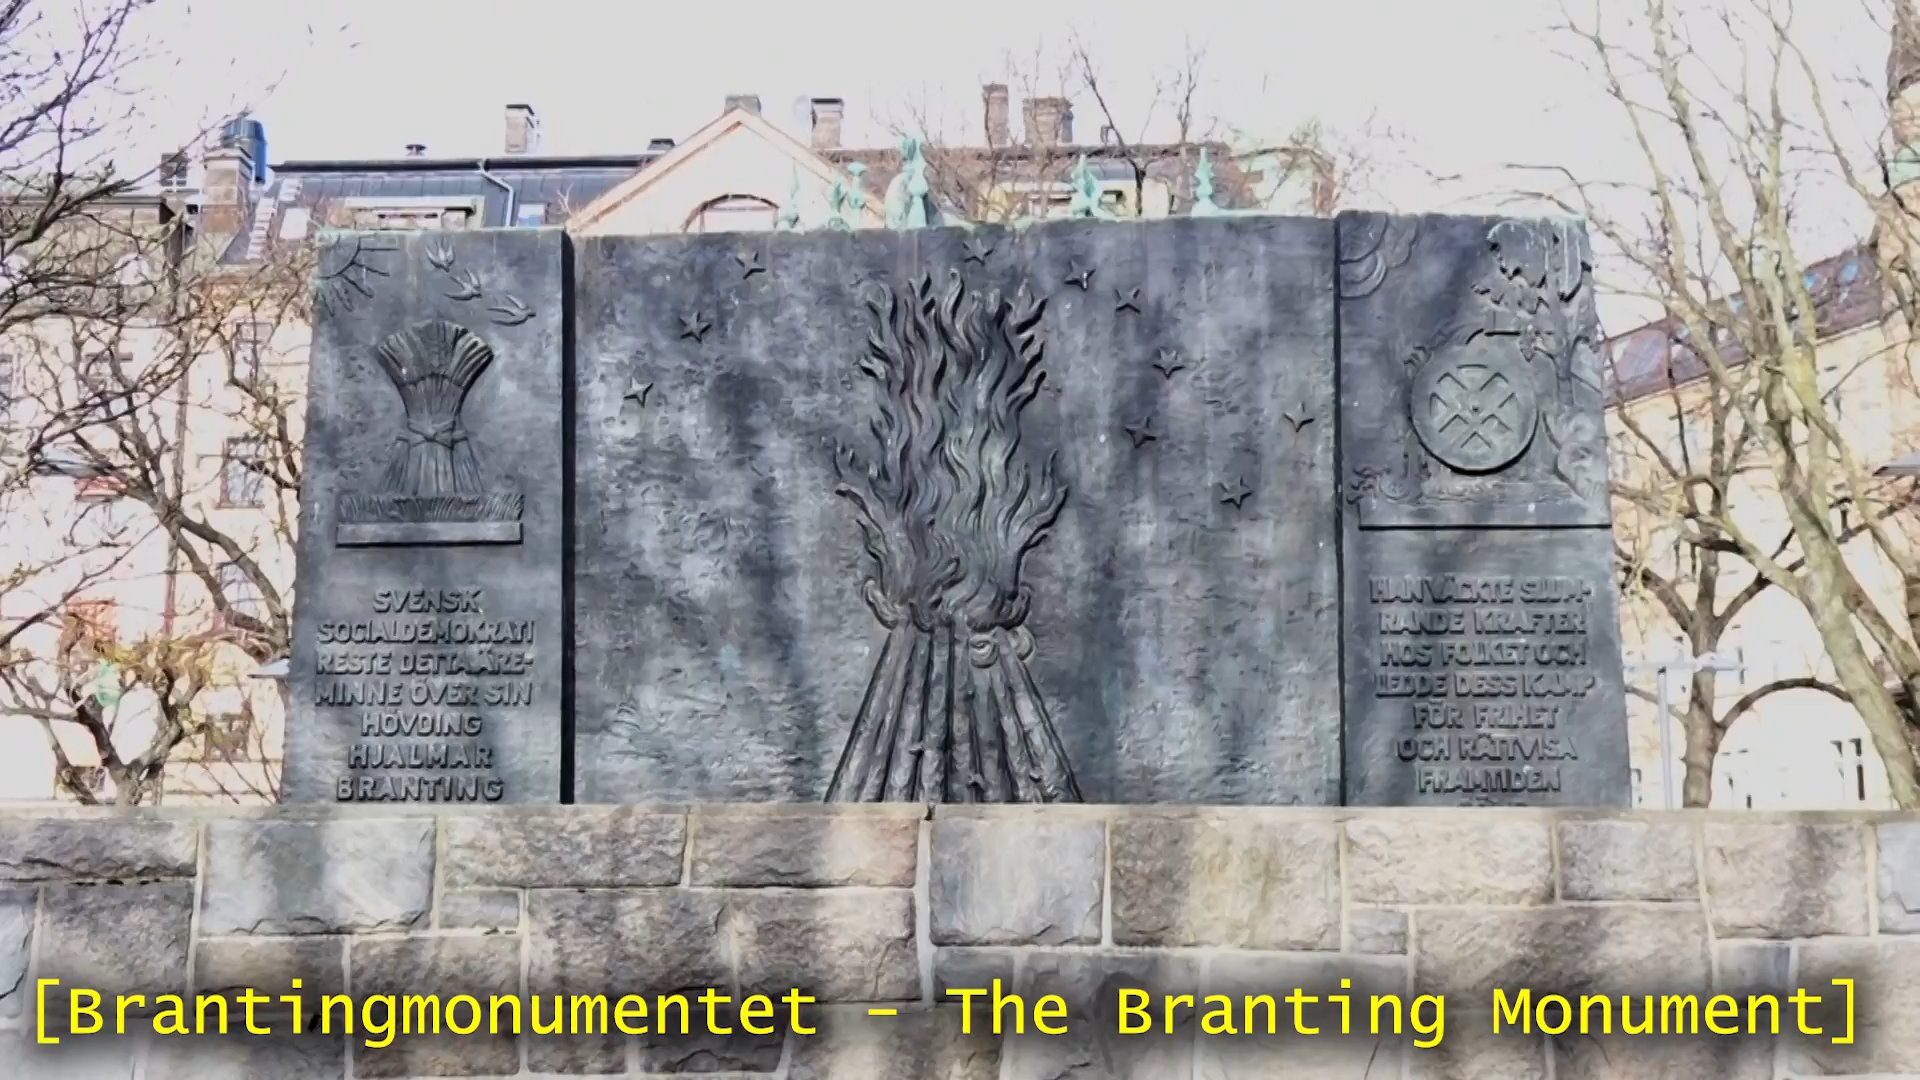 SVENSK
SOCIALDEMOKRATI
RESTE DETTA ÄRE-
MINNE ÖVER SIN
HÖVDING
HJALMAR
BRANTING
HAN VÄCKTE SLUM-
RANDE KRAFTER
HOS FOLKET OCH
LEDDE DESS KAMP
FÖR FRIHET
OCH RÄTTVISA
FRAMTIDEN
[Brantingmonumentet - The Branting Monument]